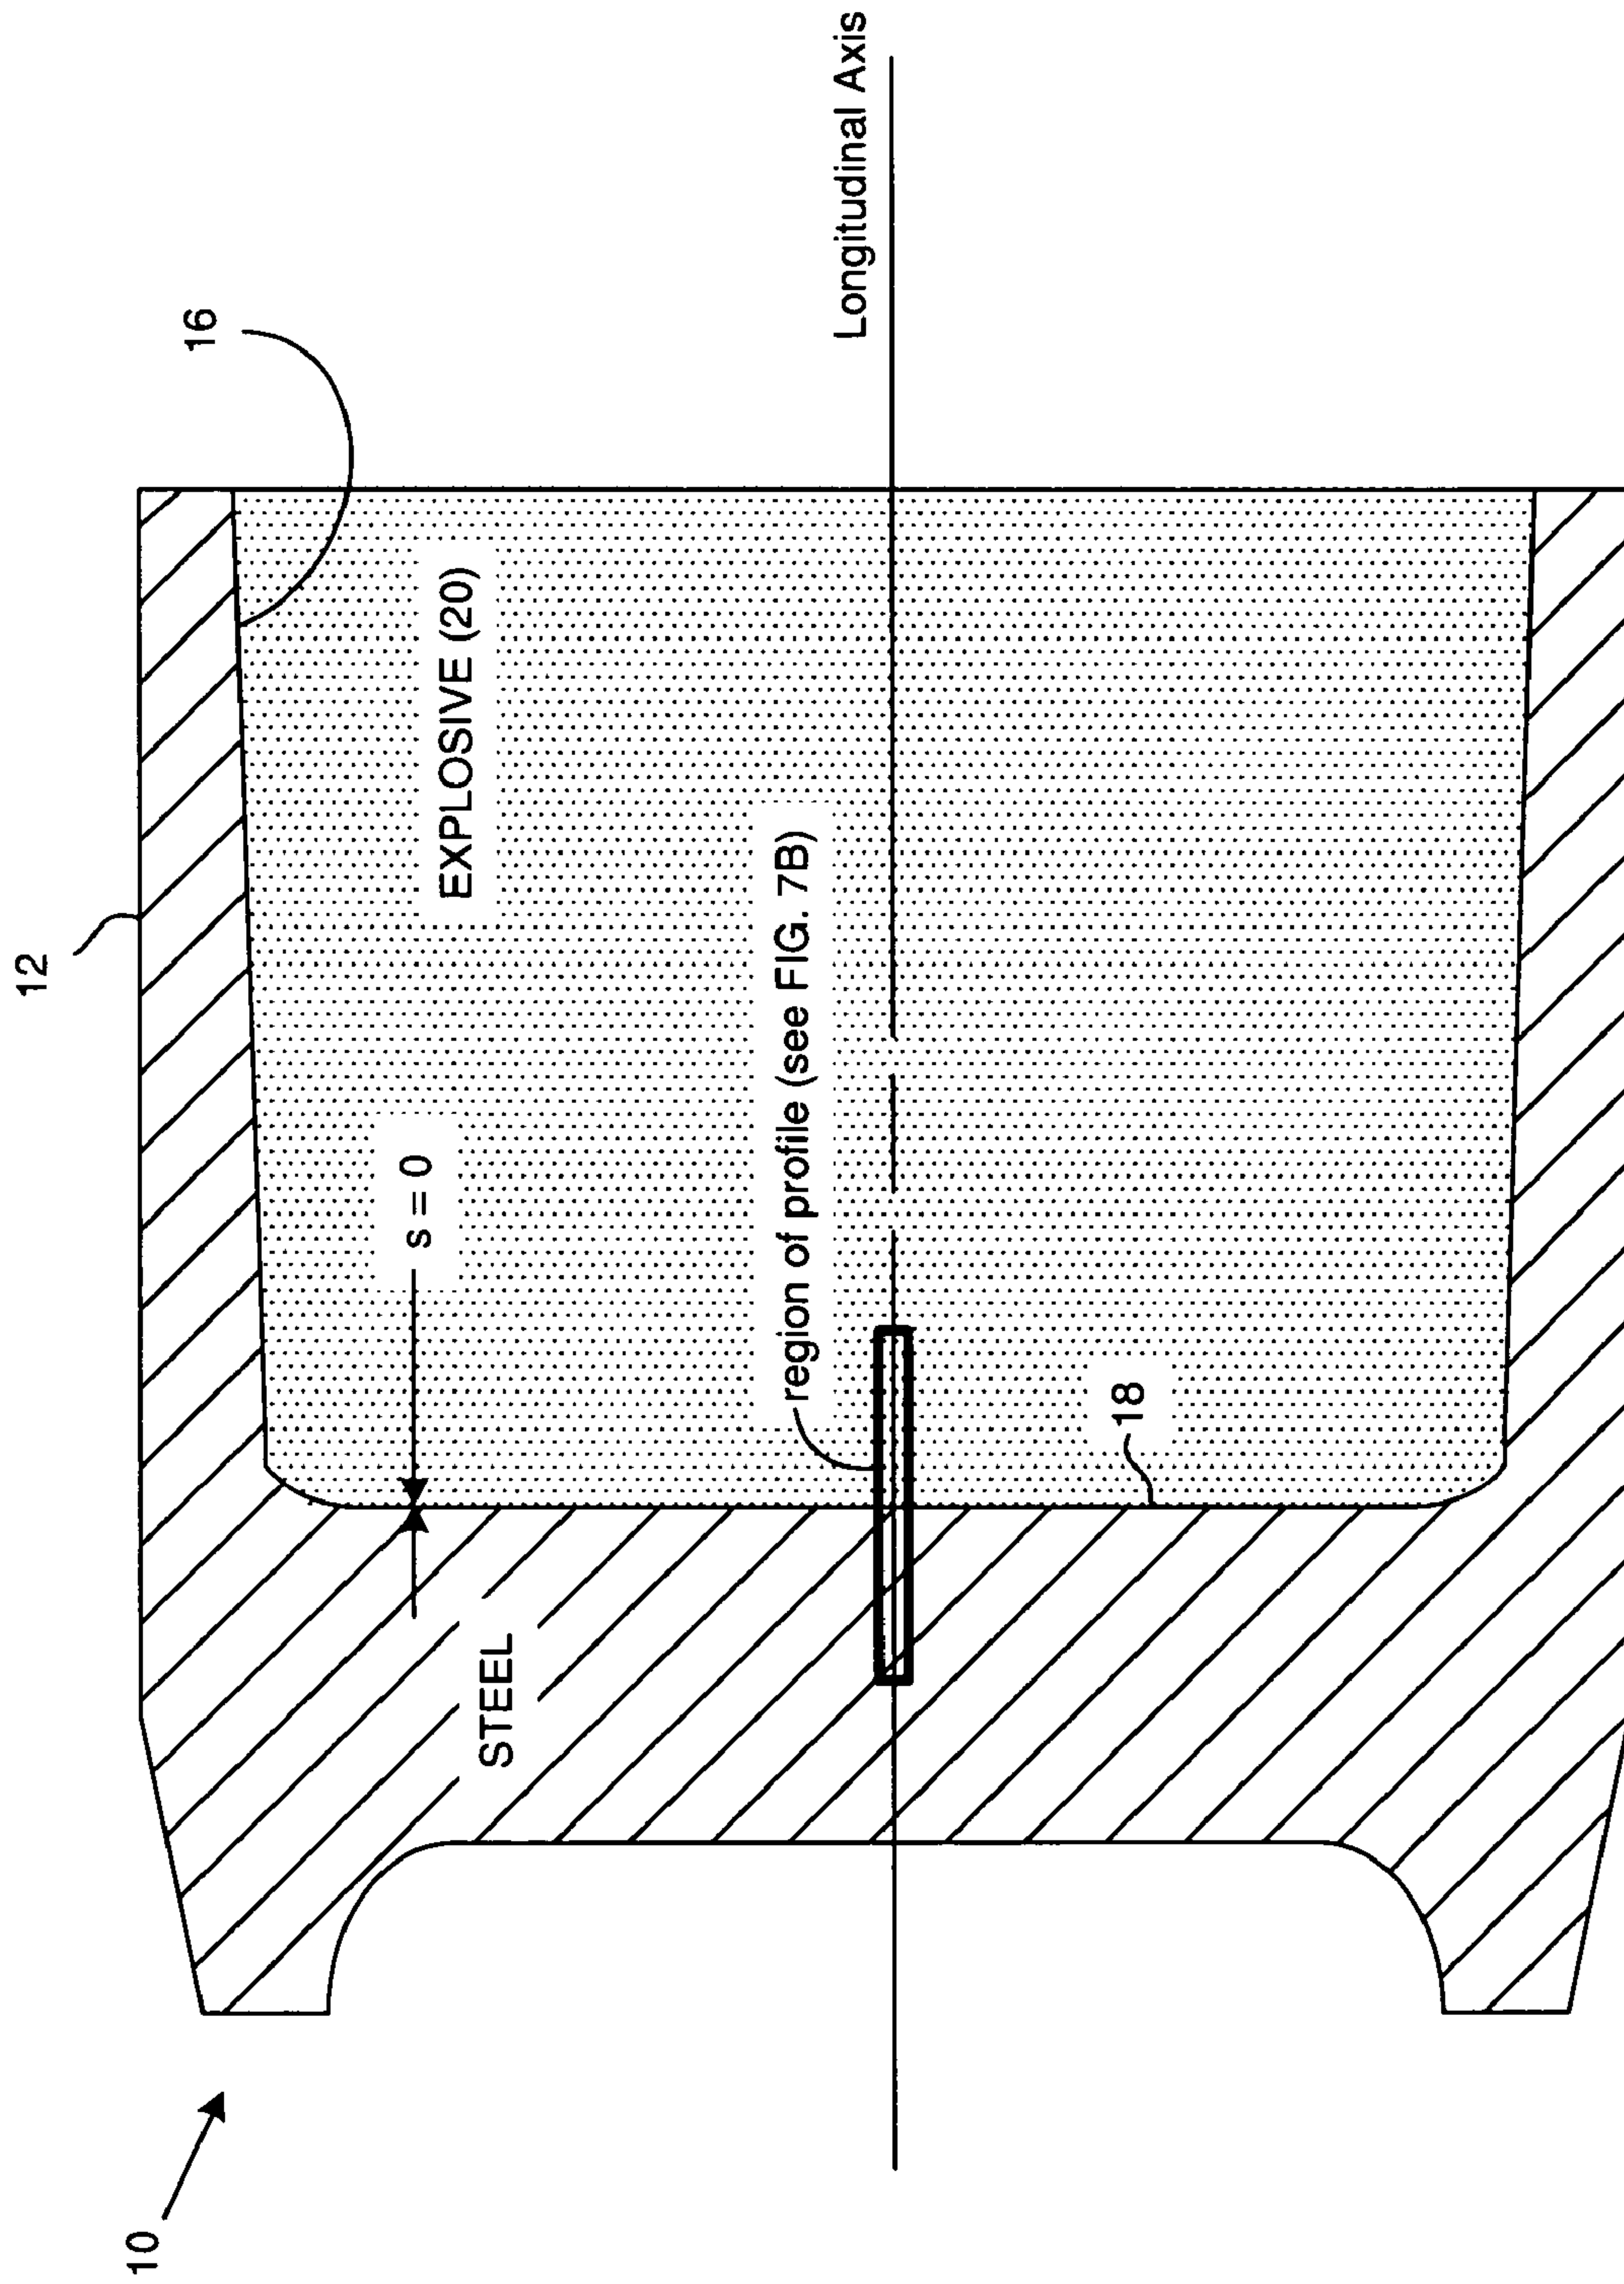 10
12
16
STEEL
s = 0
EXPLOSIVE (20)
region of profile (see FIG. 7B)
18
Longitudinal Axis